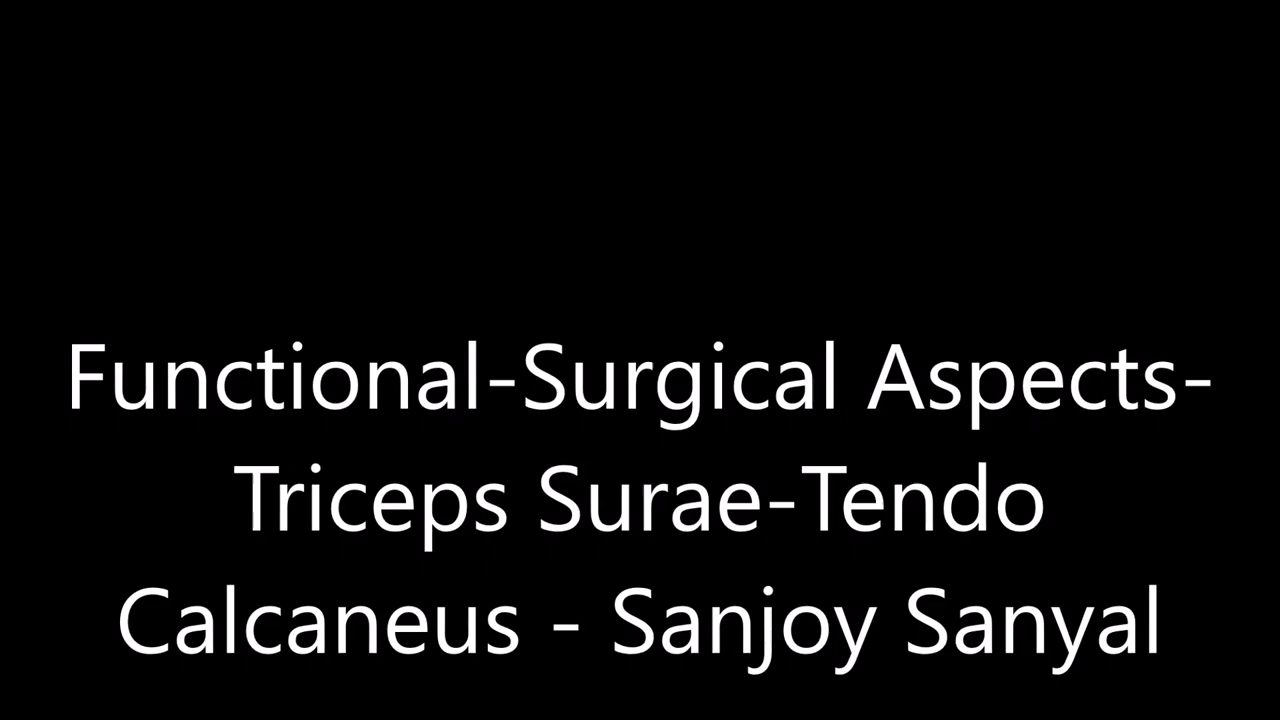 Functional-Surgical Aspects-
Triceps Surae-Tendo
Calcaneus - Sanjoy Sanyal